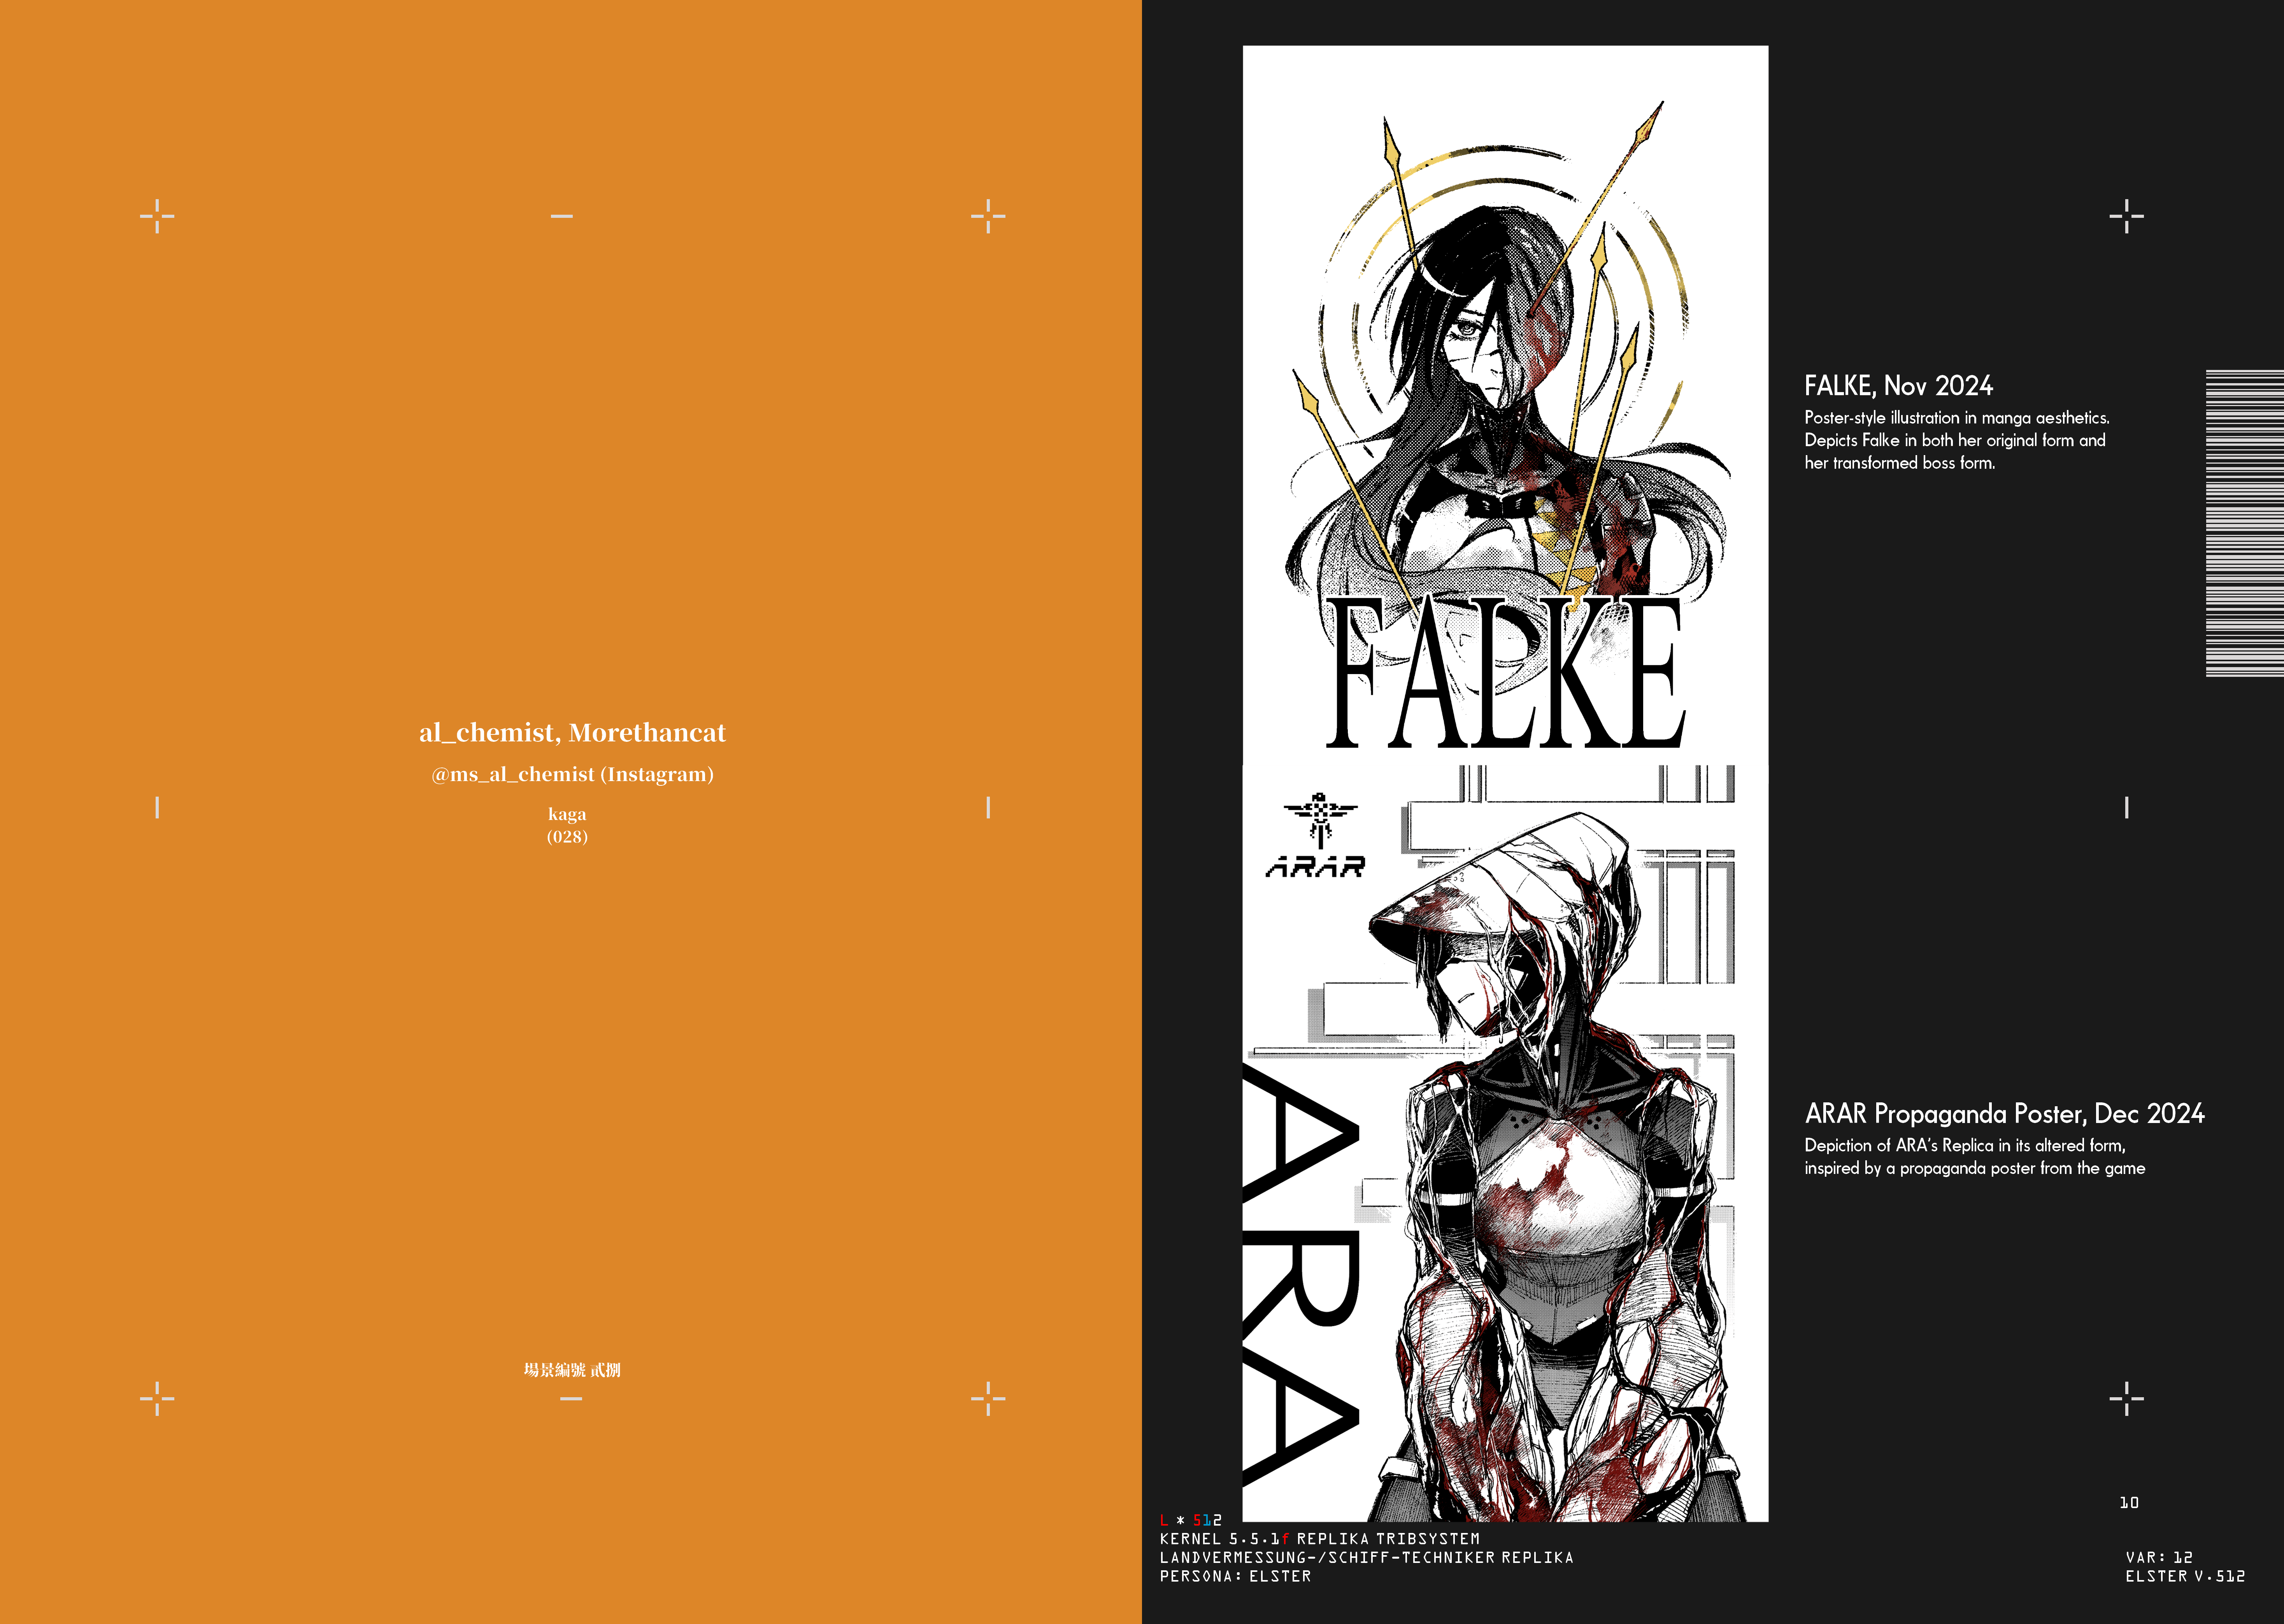 al_chemist, Morethancat
@ms_al_chemist (Instagram)
kaga
(028)
場景編號 貳捌
FALKE
FALKE, Nov 2024
Poster-style illustration in manga aesthetics.
Depicts Falke in both her original form and
her transformed boss form.
ARAR
ARA
ARAR Propaganda Poster, Dec 2024
Depiction of ARA's Replica in its altered form,
inspired by a propaganda poster from the game
L * 512
KERNEL 5.5.1f REPLIKA TRIBSYSTEM
LANDVERMESSUNG-/SCHIFF-TECHNIKER REPLIKA
PERSONA: ELSTER
10
VAR: 12
ELSTER V.512